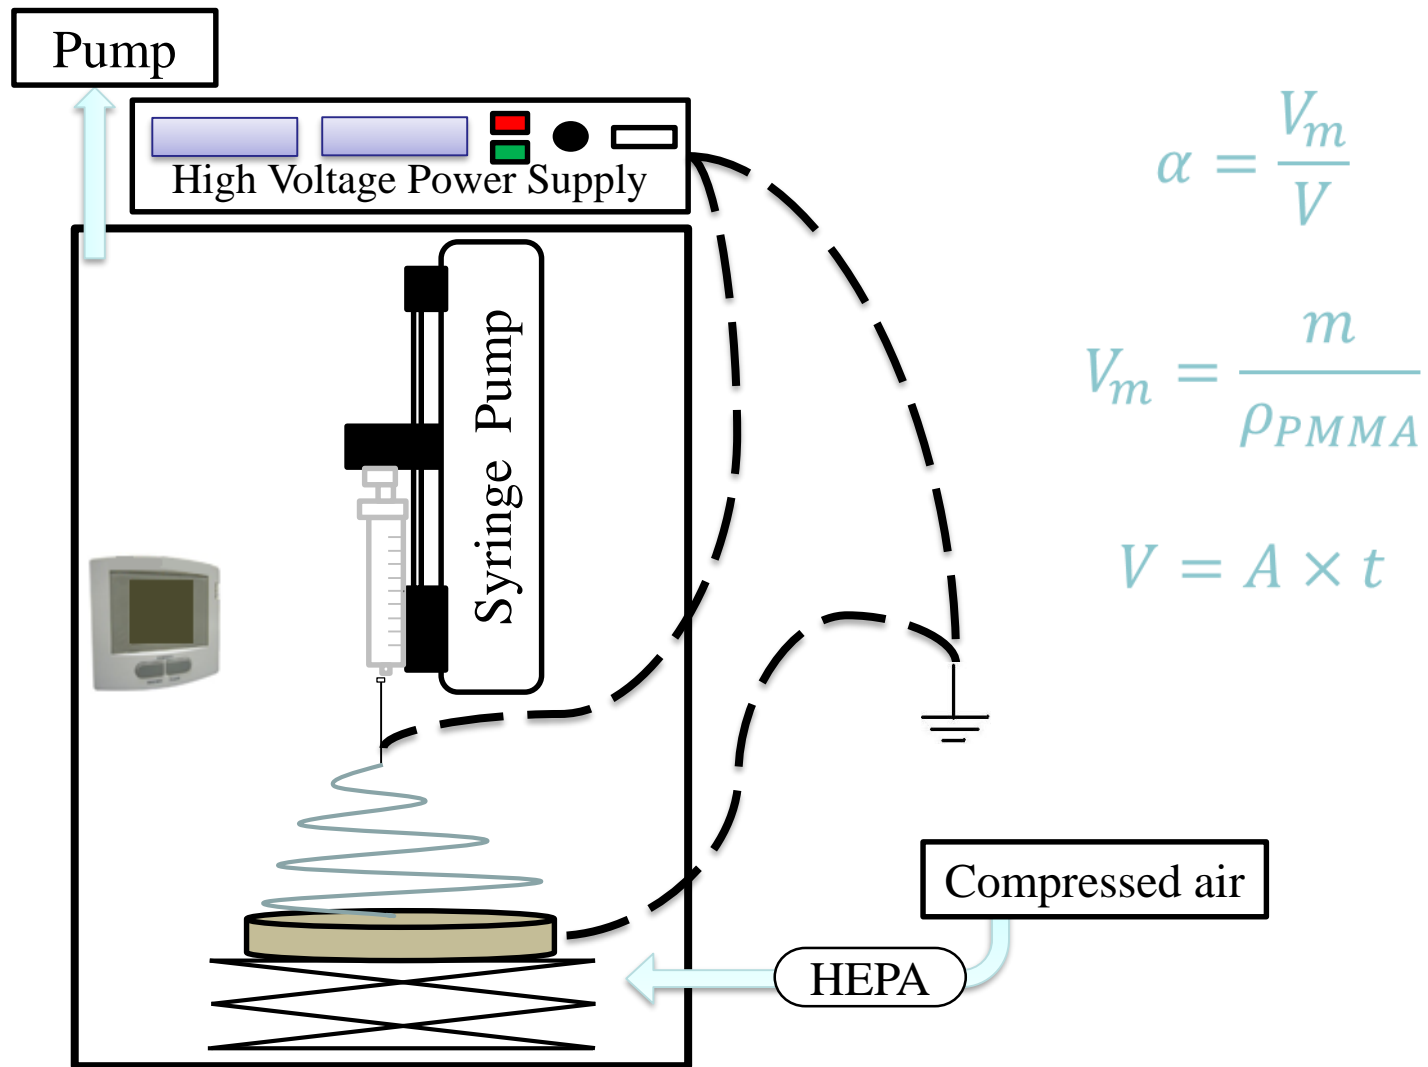 Pump
High Voltage Power Supply
Syringe Pump
Compressed air
HEPA
α = V_m / V
V_m = m / ρ_PMMA
V = A × t